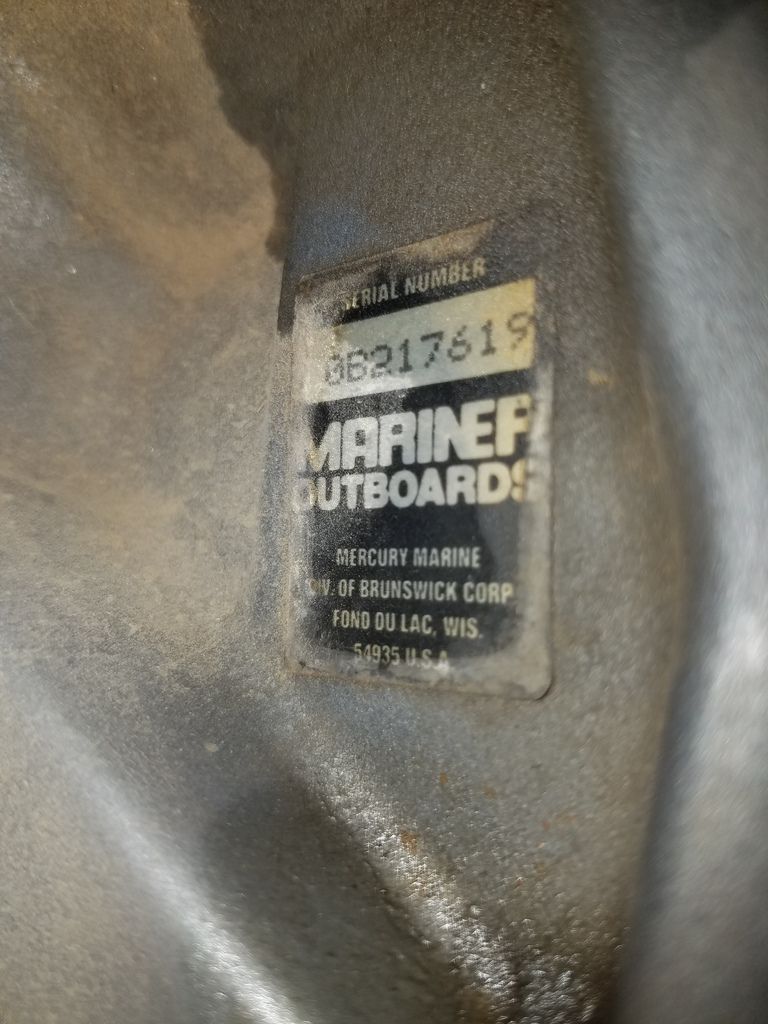 SERIAL NUMBER
0B217619
MARINER
OUTBOARDS
MERCURY MARINE
DIV. OF BRUNSWICK CORP
FOND DU LAC, WIS.
54935 U.S.A